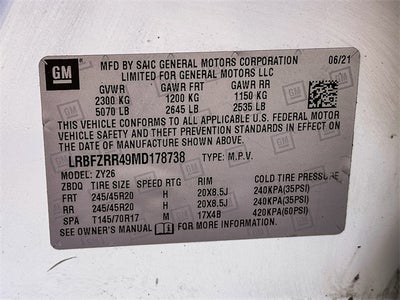 GM
MFD BY SAIC GENERAL MOTORS CORPORATION 06/21
LIMITED FOR GENERAL MOTORS LLC
GVWR GAWR FRT GAWR RR
2300 KG 1200 KG 1150 KG
5070 LB 2645 LB 2535 LB
THIS VEHICLE CONFORMS TO ALL APPLICABLE U.S. FEDERAL MOTOR
VEHICLE SAFETY AND THEFT PREVENTION STANDARDS IN EFFECT
ON THE DATE OF MANUFACTURE SHOWN ABOVE.
LRBFZRR49MD178738 TYPE: M.P.V.
MODEL: ZY26
ZBDQ TIRE SIZE SPEED RTG RIM COLD TIRE PRESSURE
FRT 245/45R20 H 20X8.5J 240KPA(35PSI)
RR 245/45R20 H 20X8.5J 240KPA(35PSI)
SPA T145/70R17 M 17X4B 420KPA(60PSI)
SEE OWNER'S MANUAL FOR ADDITIONAL INFORMATION.